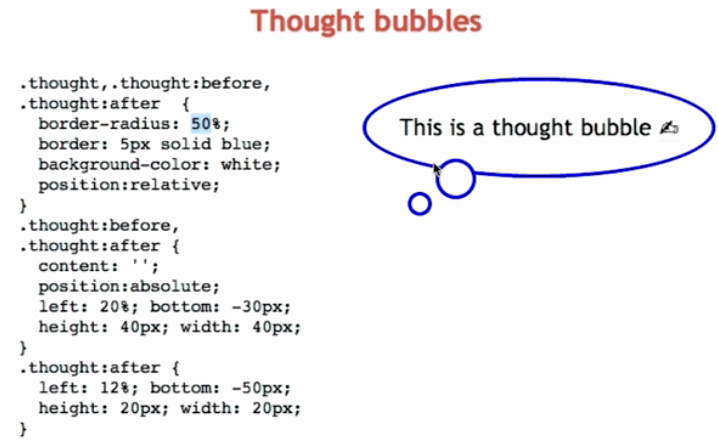 Thought bubbles
.thought,.thought:before,
.thought:after  {
  border-radius: 50%;
  border: 5px solid blue;
  background-color: white;
  position:relative;
}
.thought:before,
.thought:after {
  content: '';
  position:absolute;
  left: 20%; bottom: -30px;
  height: 40px; width: 40px;
}
.thought:after {
  left: 12%; bottom: -50px;
  height: 20px; width: 20px;
}
This is a thought bubble ✍